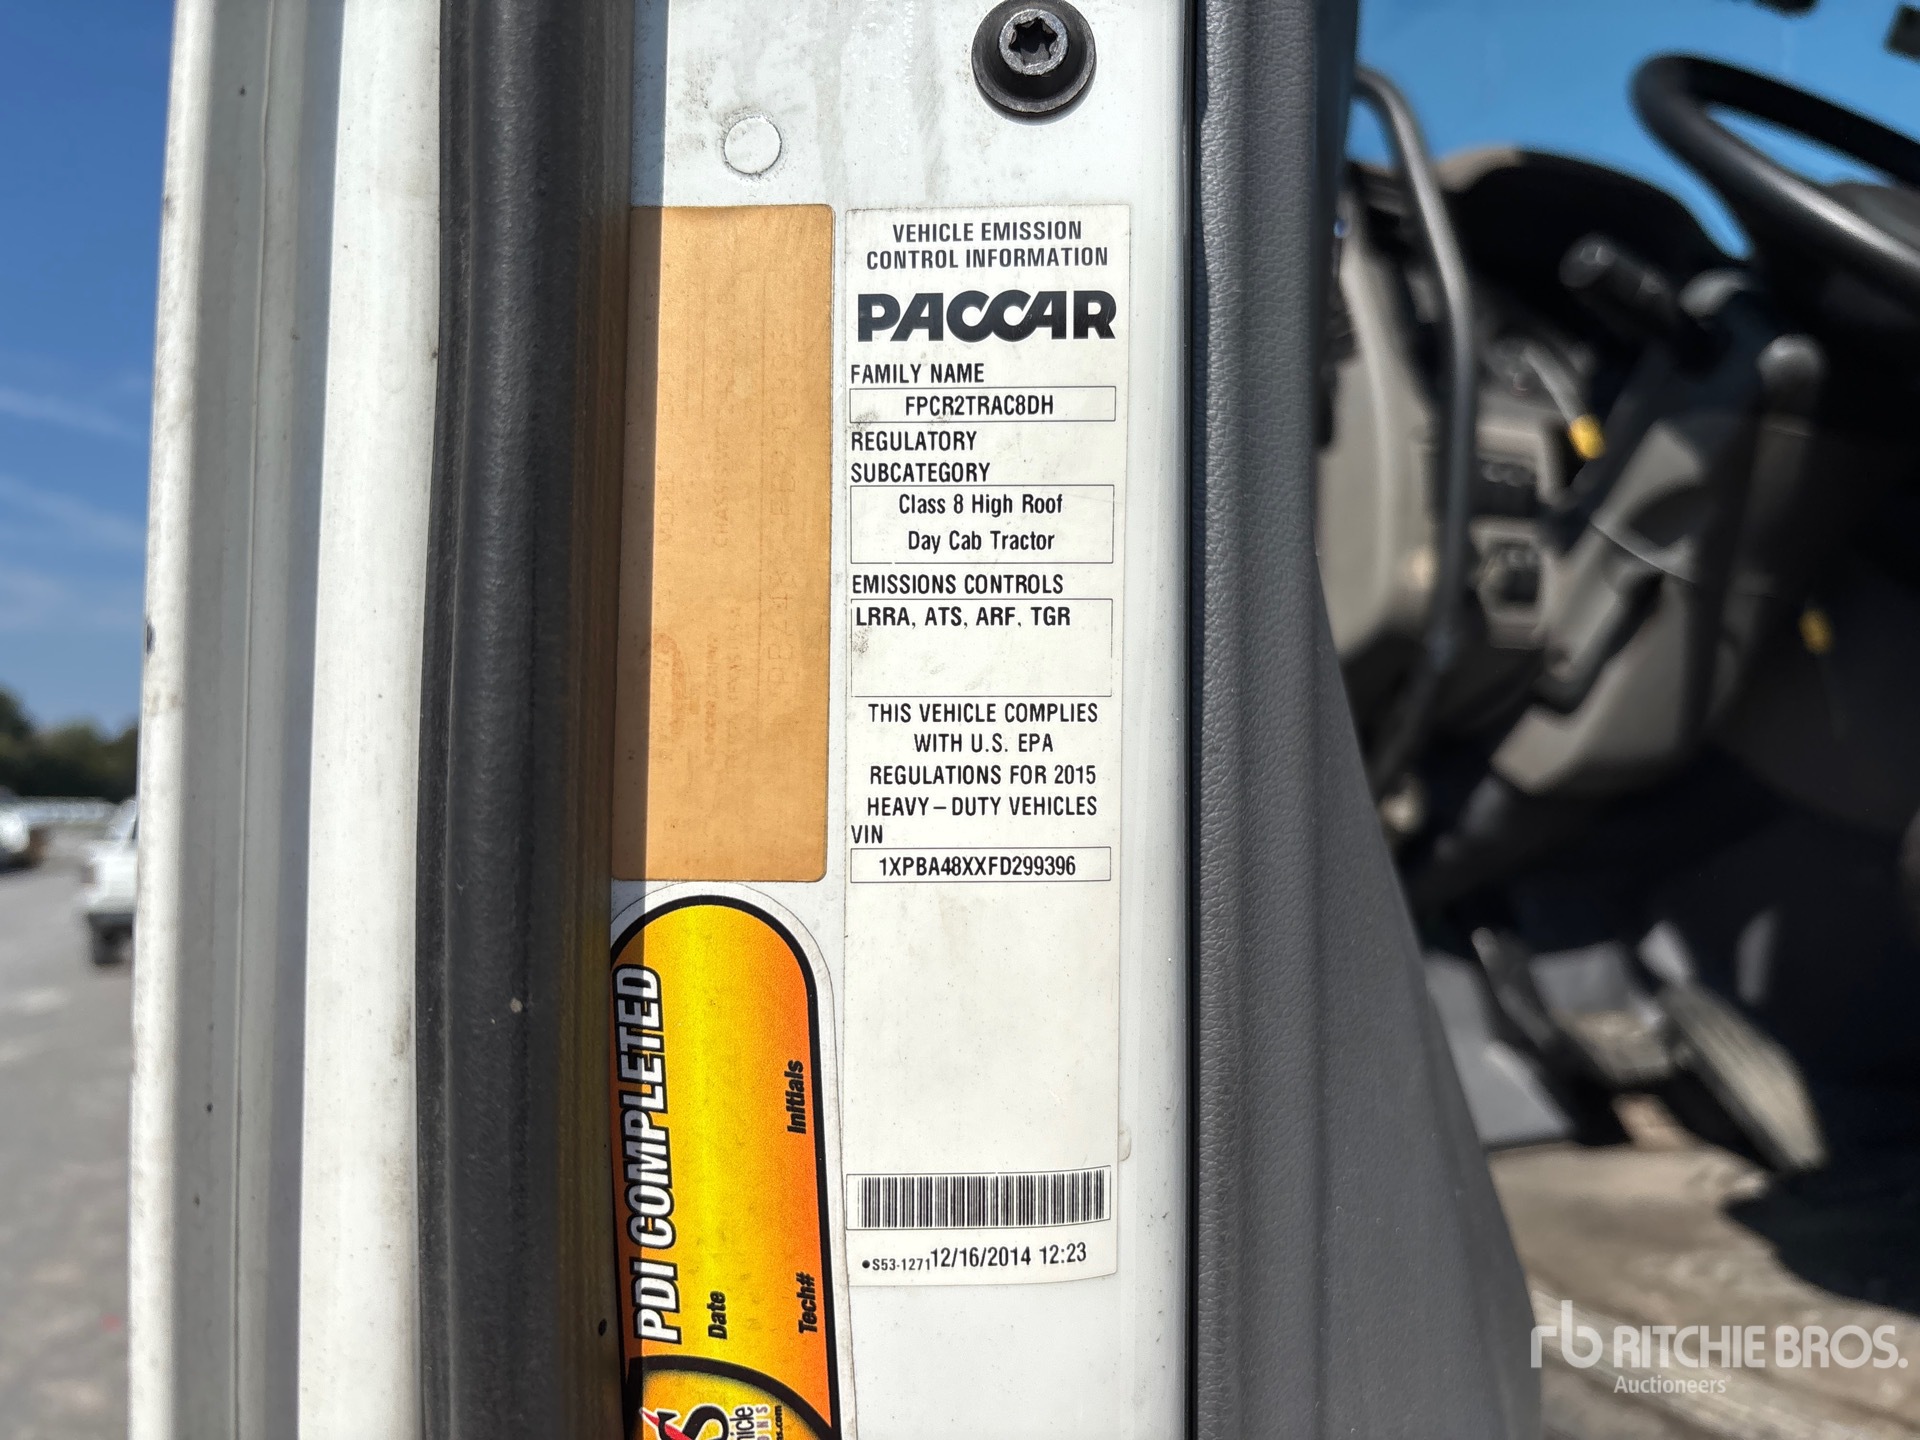 VEHICLE EMISSION
CONTROL INFORMATION
PACCAR
FAMILY NAME
FPCR2TRAC8DH
REGULATORY
SUBCATEGORY
Class 8 High Roof
Day Cab Tractor
EMISSIONS CONTROLS
LRRA, ATS, ARF, TGR
THIS VEHICLE COMPLIES
WITH U.S. EPA
REGULATIONS FOR 2015
HEAVY-DUTY VEHICLES
VIN
1XPBA48XXFD299396
•S53-1271 12/16/2014 12:23
PDI COMPLETED
Date
Initials
Tech#
rb RITCHIE BROS.
Auctioneers